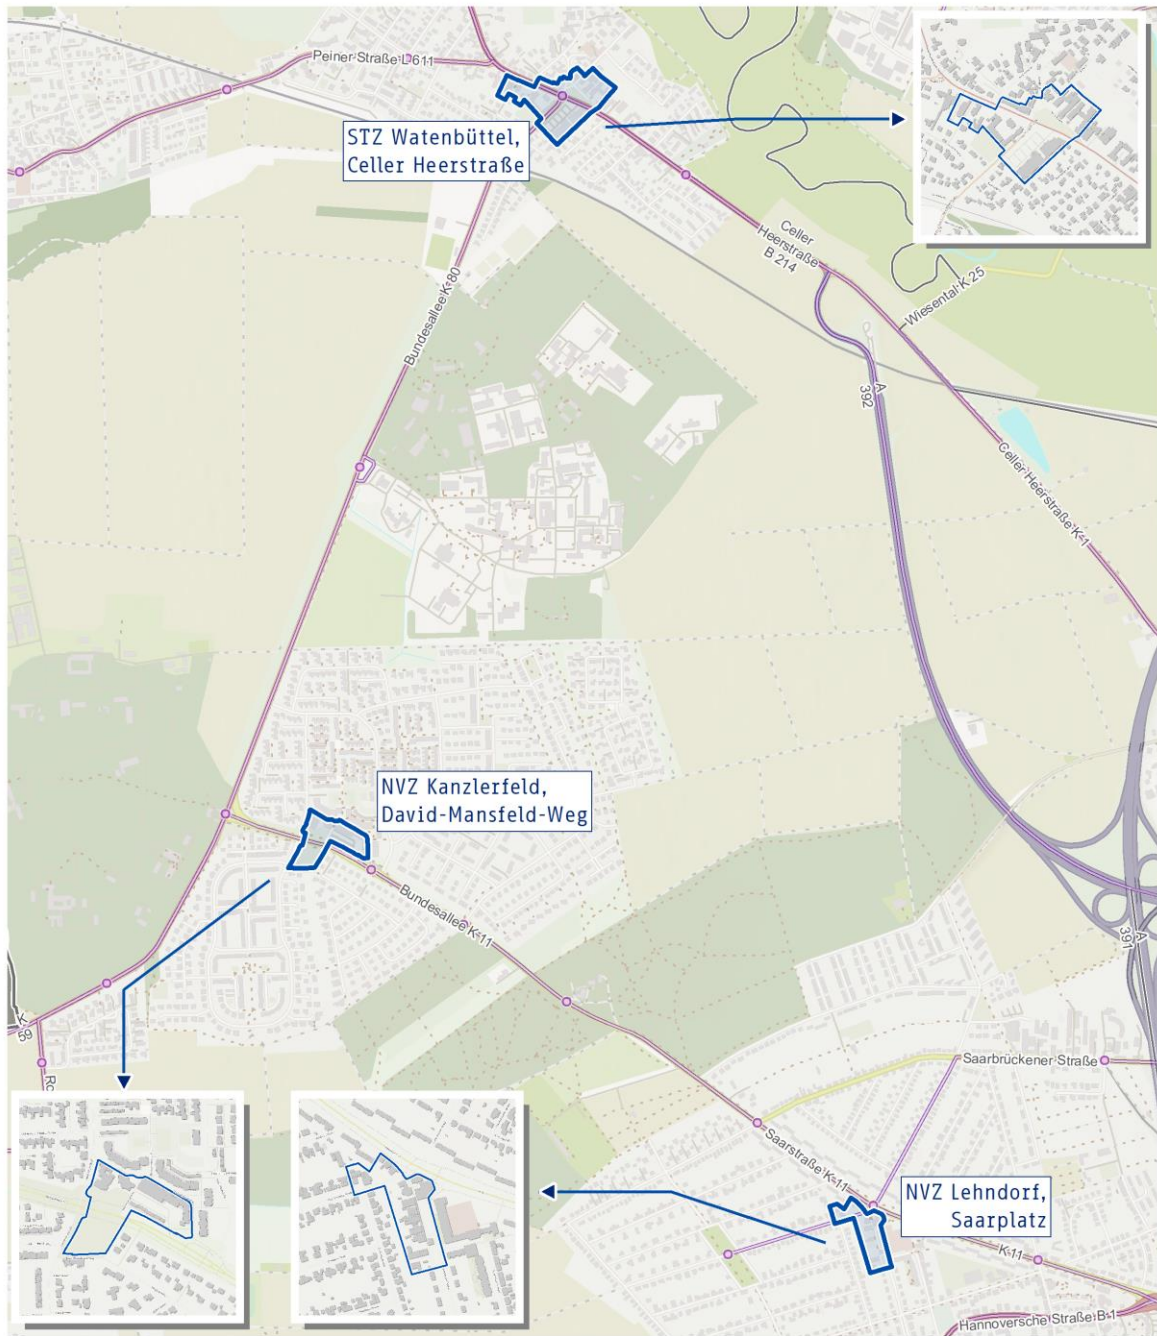 Peiner Straße L 611
STZ Watenbüttel,
Celler Heerstraße
Celler
Heerstraße
B 214
Wiesental K 25
Bundesallee K 80
A
392
Celler Heerstraße K 1
NVZ Kanzlerfeld,
David-Mansfeld-Weg
Bundesallee K 11
A
391
K
59
Saarbrückener Straße
Saarstraße K 11
NVZ Lehndorf,
Saarplatz
K 11
Hannoversche Straße B 1